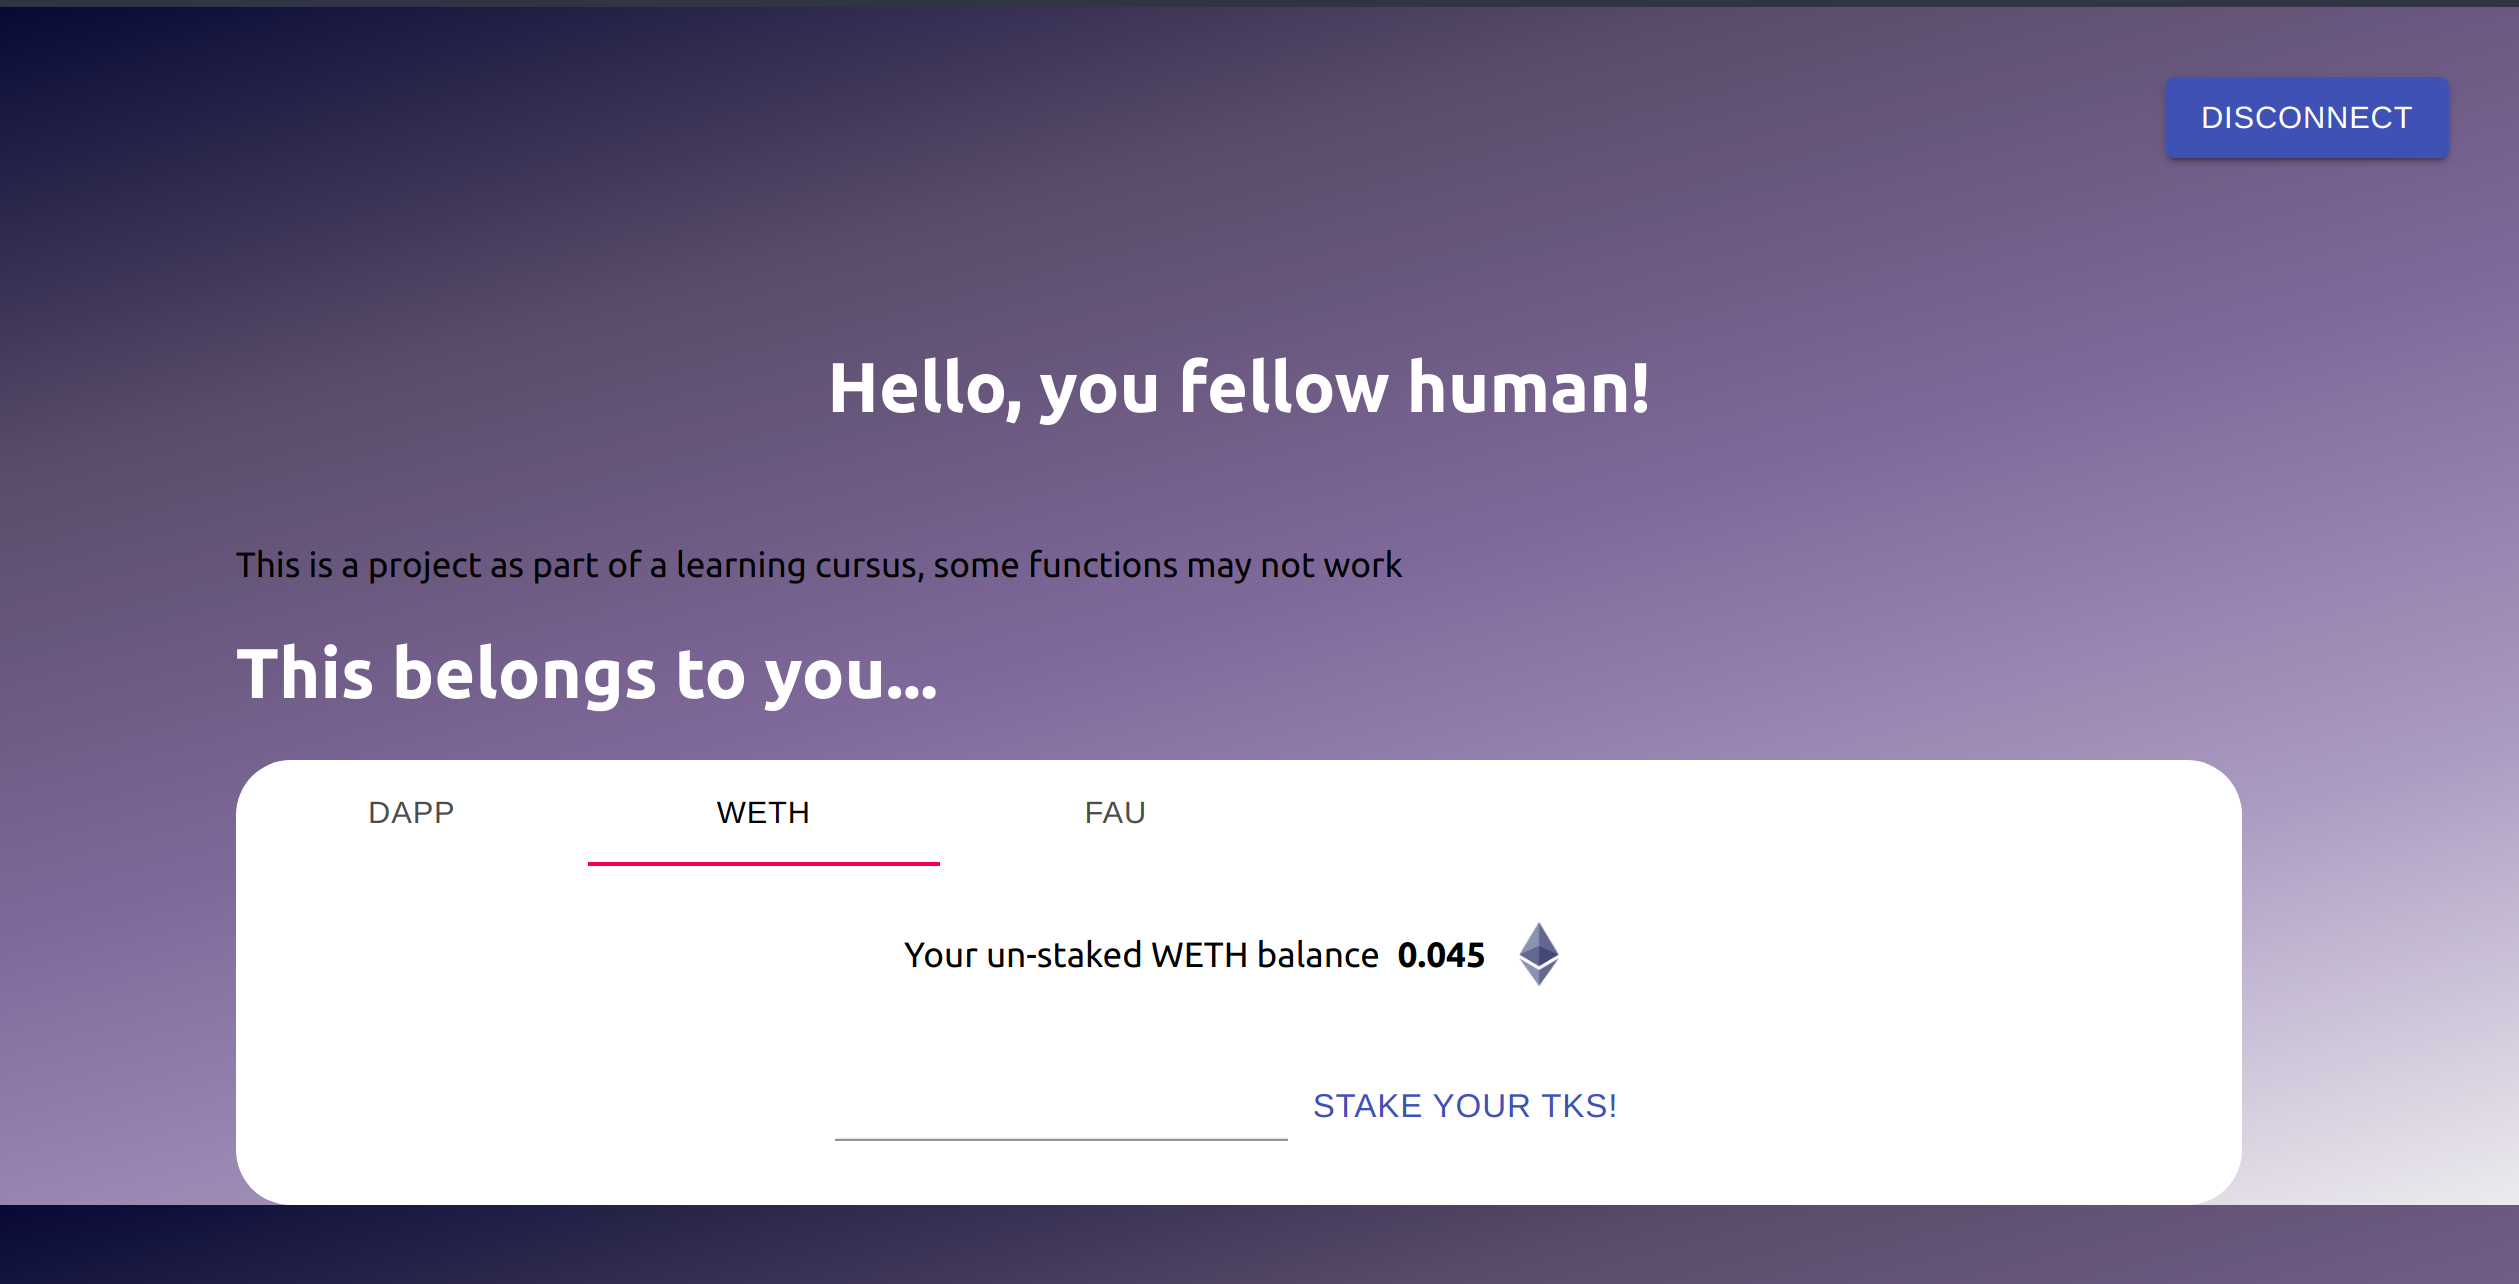 DISCONNECT
Hello, you fellow human!
This is a project as part of a learning cursus, some functions may not work
This belongs to you...
DAPP WETH FAU
Your un-staked WETH balance 0.045
STAKE YOUR TKS!